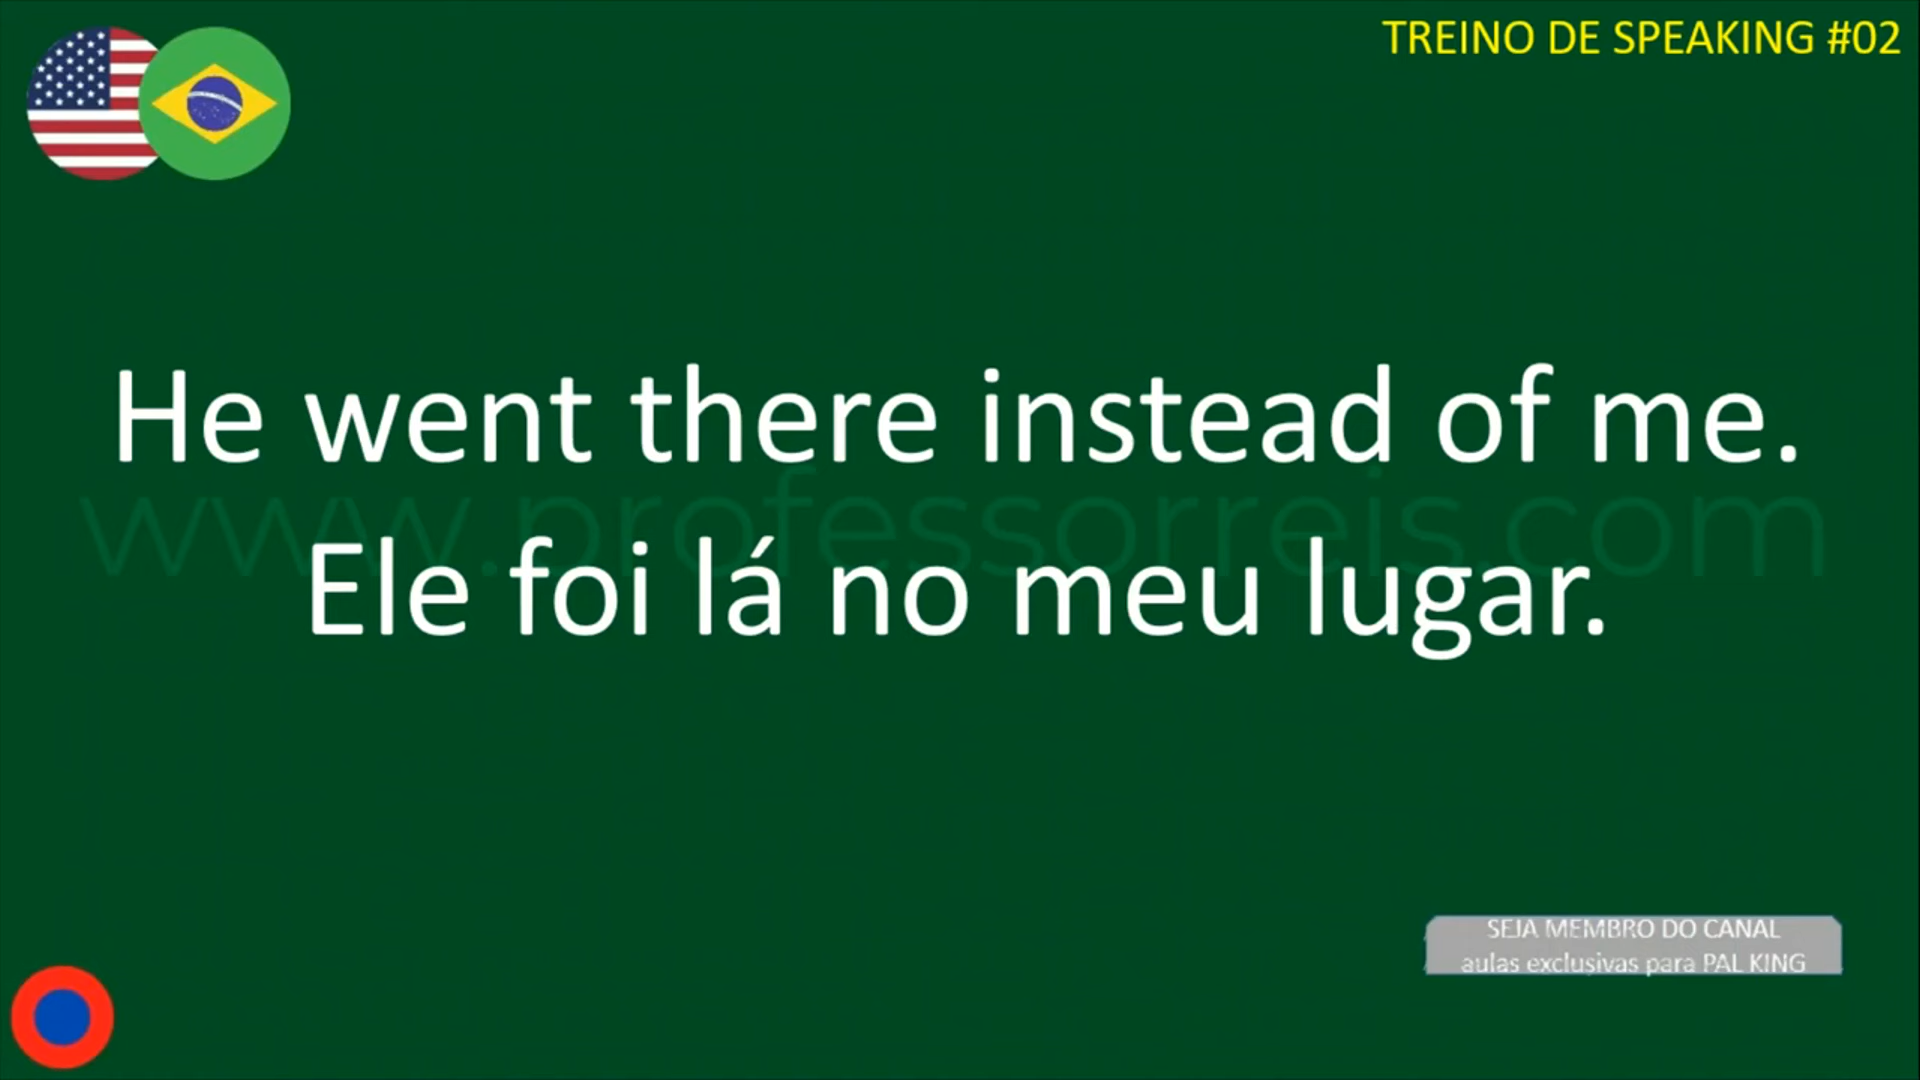 TREINO DE SPEAKING #02
He went there instead of me.
www.professorreis.com
Ele foi lá no meu lugar.
SEJA MEMBRO DO CANAL
aulas exclusivas para PAL KING